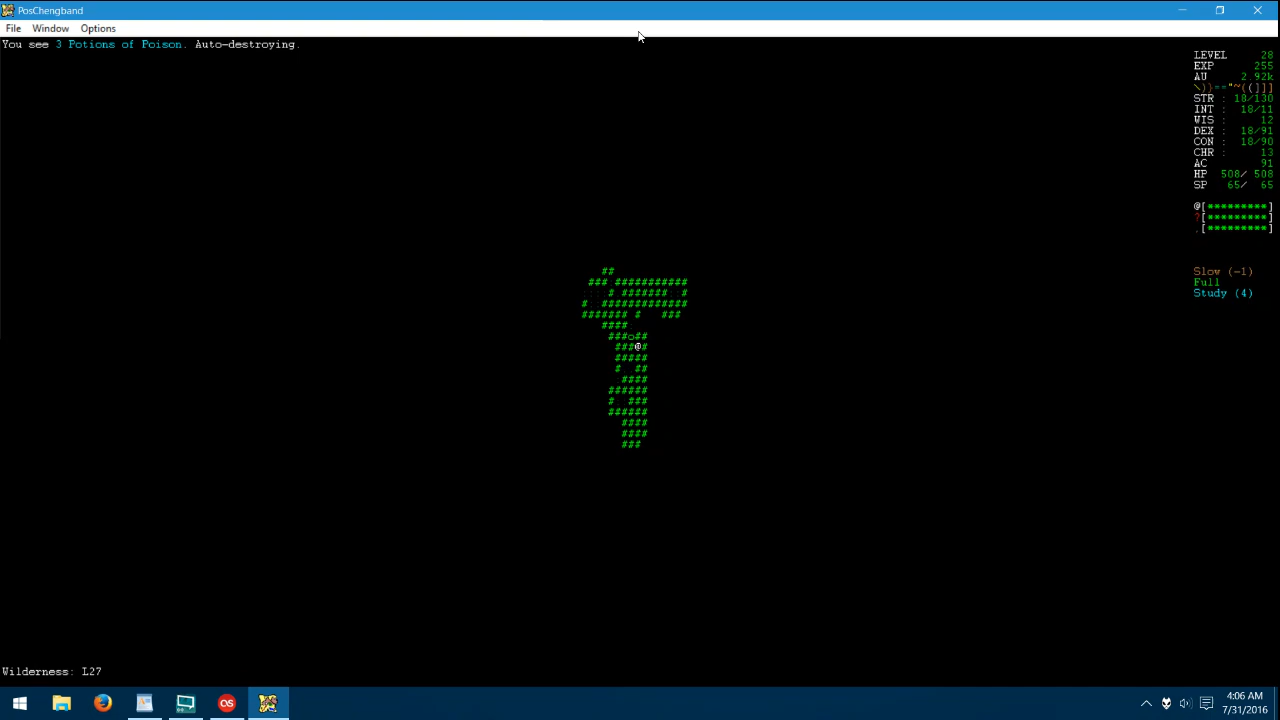 PosChengband
File Window Options
You see 3 Potions of Poison. Auto-destroying.
LEVEL 28
EXP 255
AU 2.92k
\)}=="~((]]]
STR : 18/130
INT : 18/11
WIS : 12
DEX : 18/91
CON : 18/90
CHR : 13
AC 91
HP 508/ 508
SP 65/ 65
@[*********]
?[*********]
.[*********]
Slow (-1)
Full
Study (4)
##
### ###########
# ####### #
# #############
####### # ###
####
###○##
###@#
#####
# ##
####
######
# ###
######
####
####
###
Wilderness: L27
4:06 AM
7/31/2016